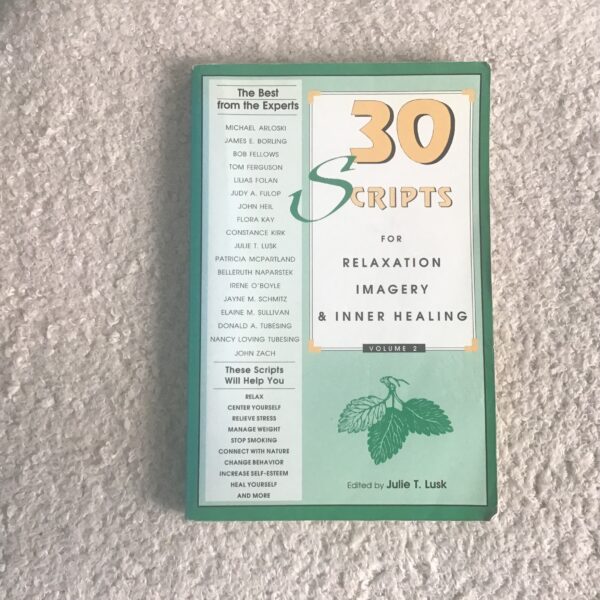 The Best
from the Experts
MICHAEL ARLOSKI
JAMES E. BORLING
BOB FELLOWS
TOM FERGUSON
LILIAS FOLAN
JUDY A. FULOP
JOHN HEIL
FLORA KAY
CONSTANCE KIRK
JULIE T. LUSK
PATRICIA MCPARTLAND
BELLERUTH NAPARSTEK
IRENE O'BOYLE
JAYNE M. SCHMITZ
ELAINE M. SULLIVAN
DONALD A. TUBESING
NANCY LOVING TUBESING
JOHN ZACH
These Scripts
Will Help You
RELAX
CENTER YOURSELF
RELIEVE STRESS
MANAGE WEIGHT
STOP SMOKING
CONNECT WITH NATURE
CHANGE BEHAVIOR
INCREASE SELF-ESTEEM
HEAL YOURSELF
AND MORE
30
SCRIPTS
FOR
RELAXATION
IMAGERY
& INNER HEALING
VOLUME 2
Edited by Julie T. Lusk